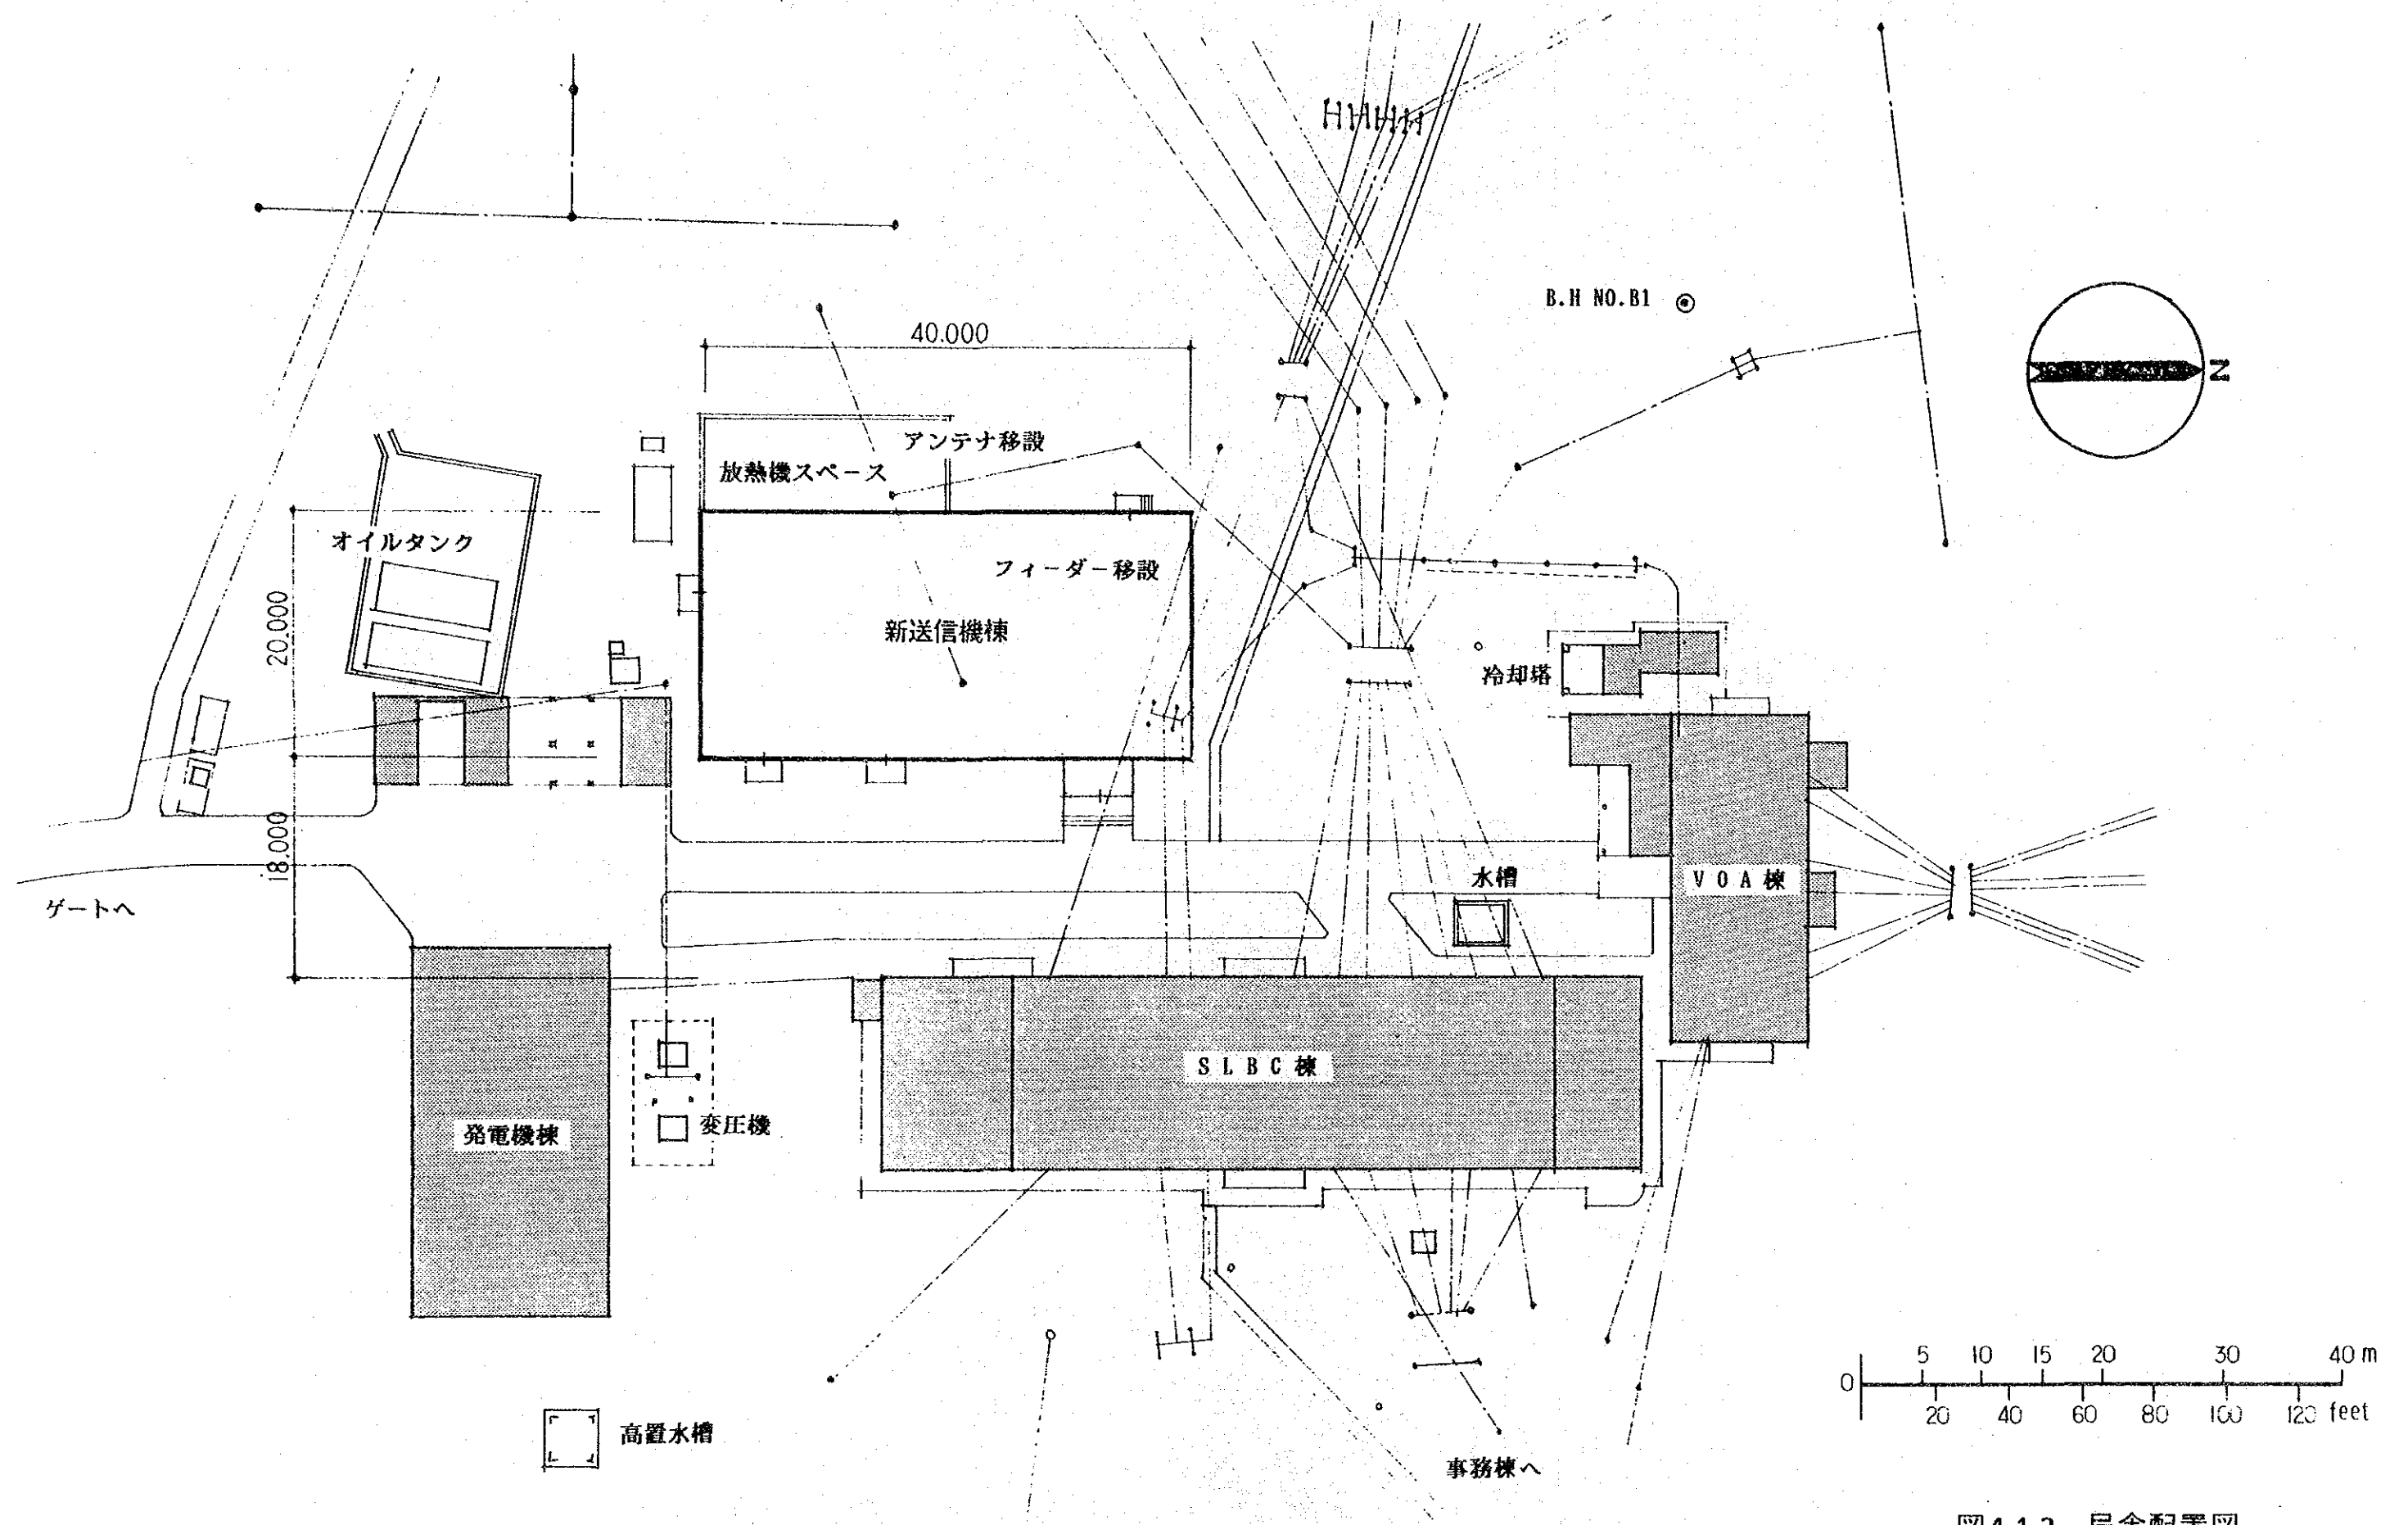 B.H NO.B1
N
40.000
アンテナ移設
放熱機スペース
オイルタンク
フィーダー移設
20.000
新送信機棟
冷却塔
18.000
水槽
VOA棟
ゲートへ
SLBC棟
変圧機
発電機棟
5 10 15 20 30 40 m
0
20 40 60 80 100 120 feet
高置水槽
事務棟へ